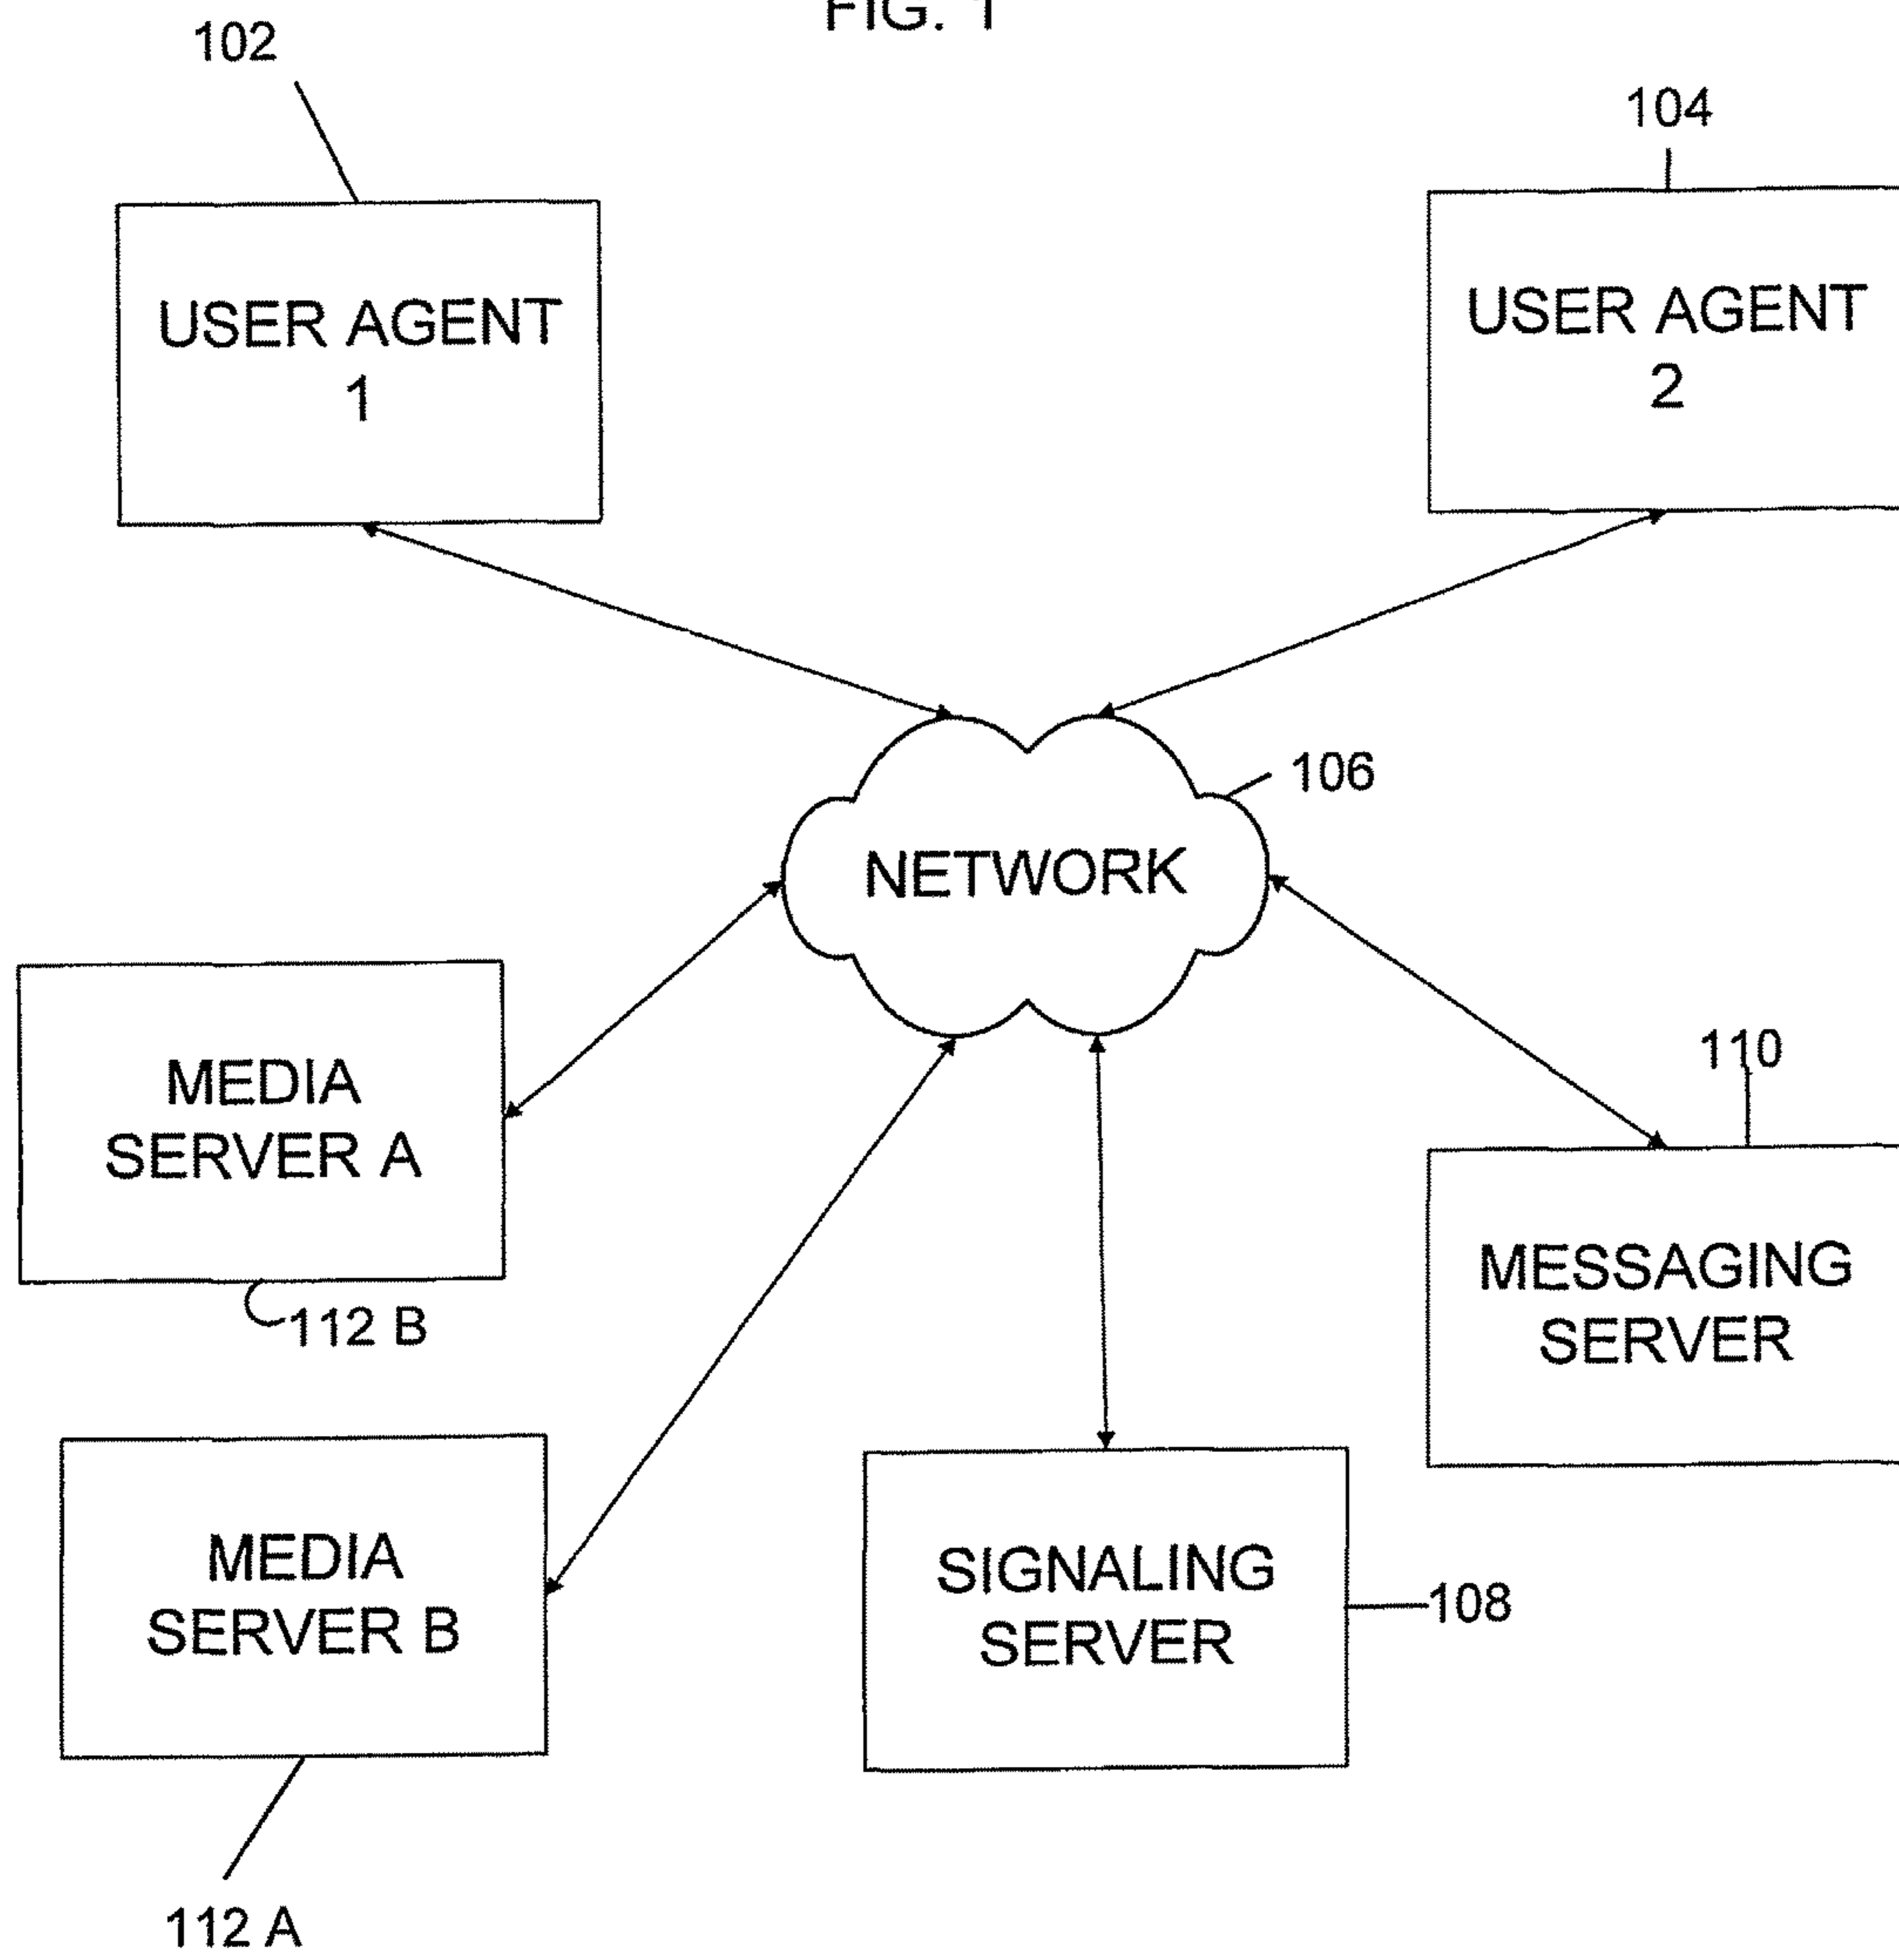 FIG. 1
102
104
USER AGENT
1
USER AGENT
2
106
NETWORK
MEDIA
SERVER A
112 B
110
MESSAGING
SERVER
MEDIA
SERVER B
112 A
SIGNALING
SERVER
108